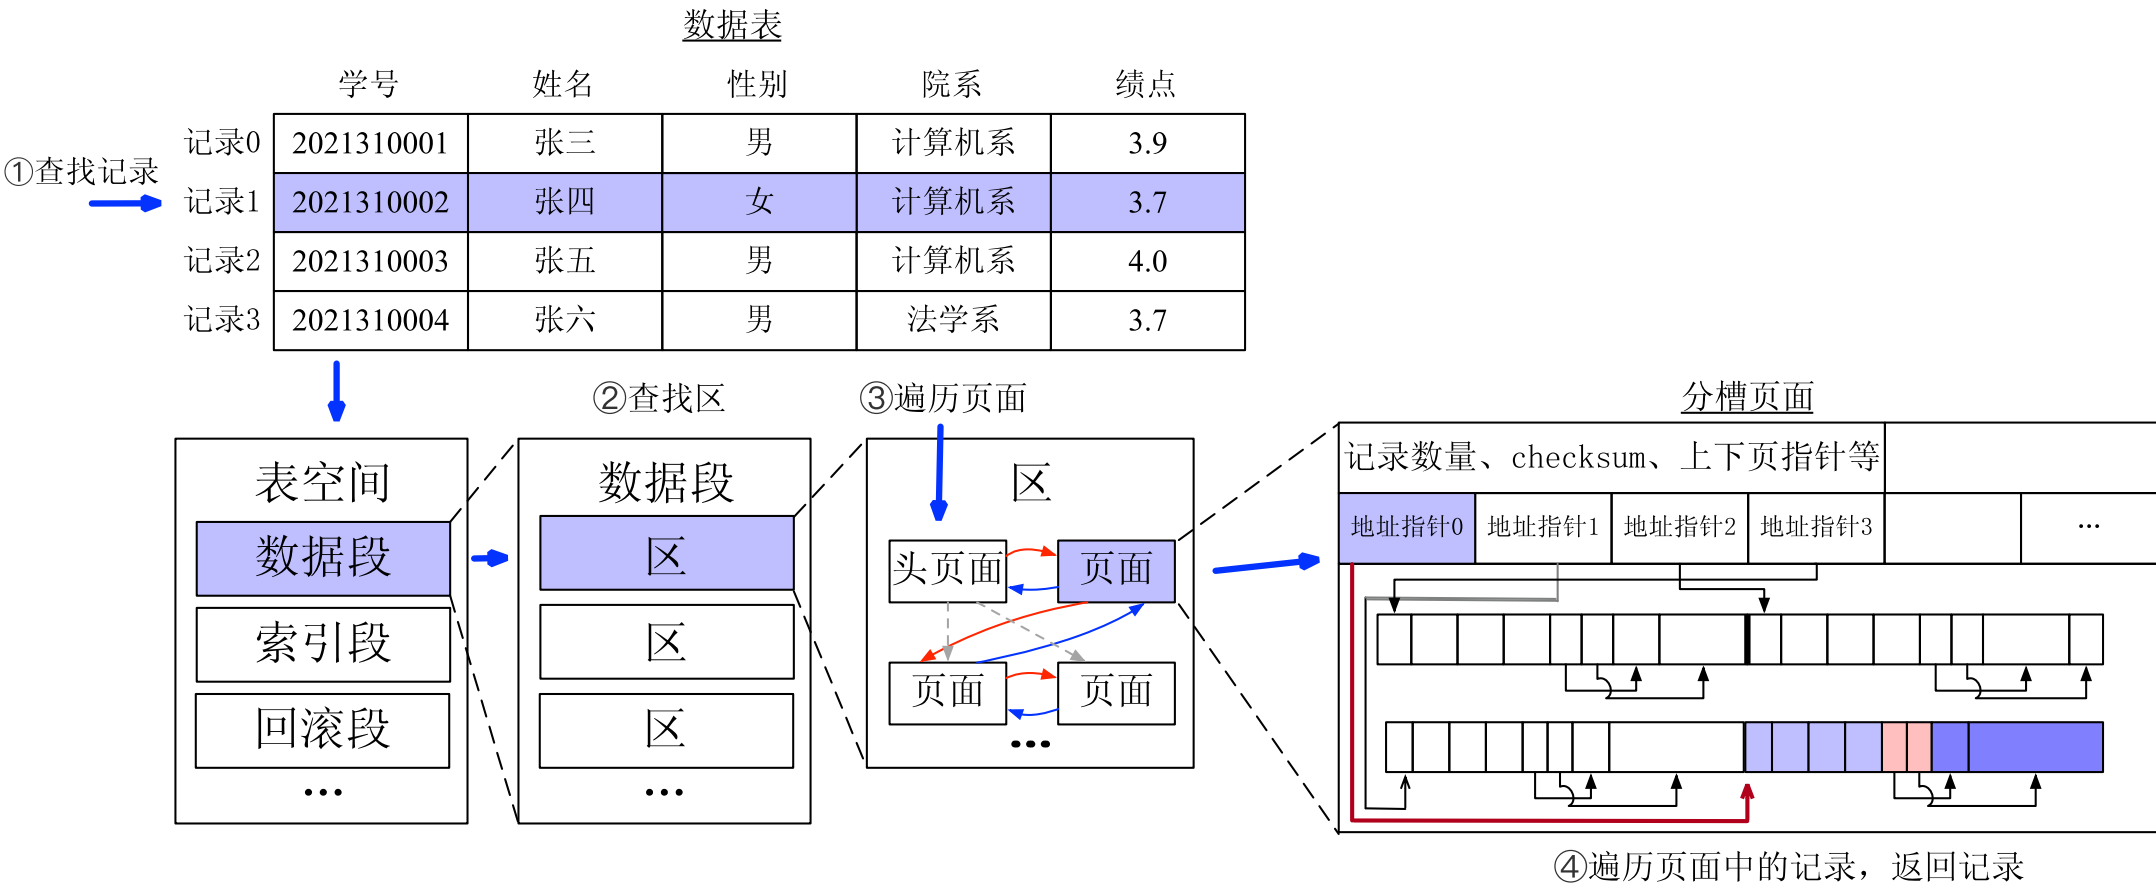 数据表
学号 姓名 性别 院系 绩点
①查找记录
记录0 2021310001 张三 男 计算机系 3.9
记录1 2021310002 张四 女 计算机系 3.7
记录2 2021310003 张五 男 计算机系 4.0
记录3 2021310004 张六 男 法学系 3.7
②查找区
③遍历页面
表空间
数据段
索引段
回滚段
...
数据段
区
区
区
...
区
头页面 页面
页面 页面
...
分槽页面
记录数量、checksum、上下页指针等
地址指针0 地址指针1 地址指针2 地址指针3 ...
④遍历页面中的记录，返回记录